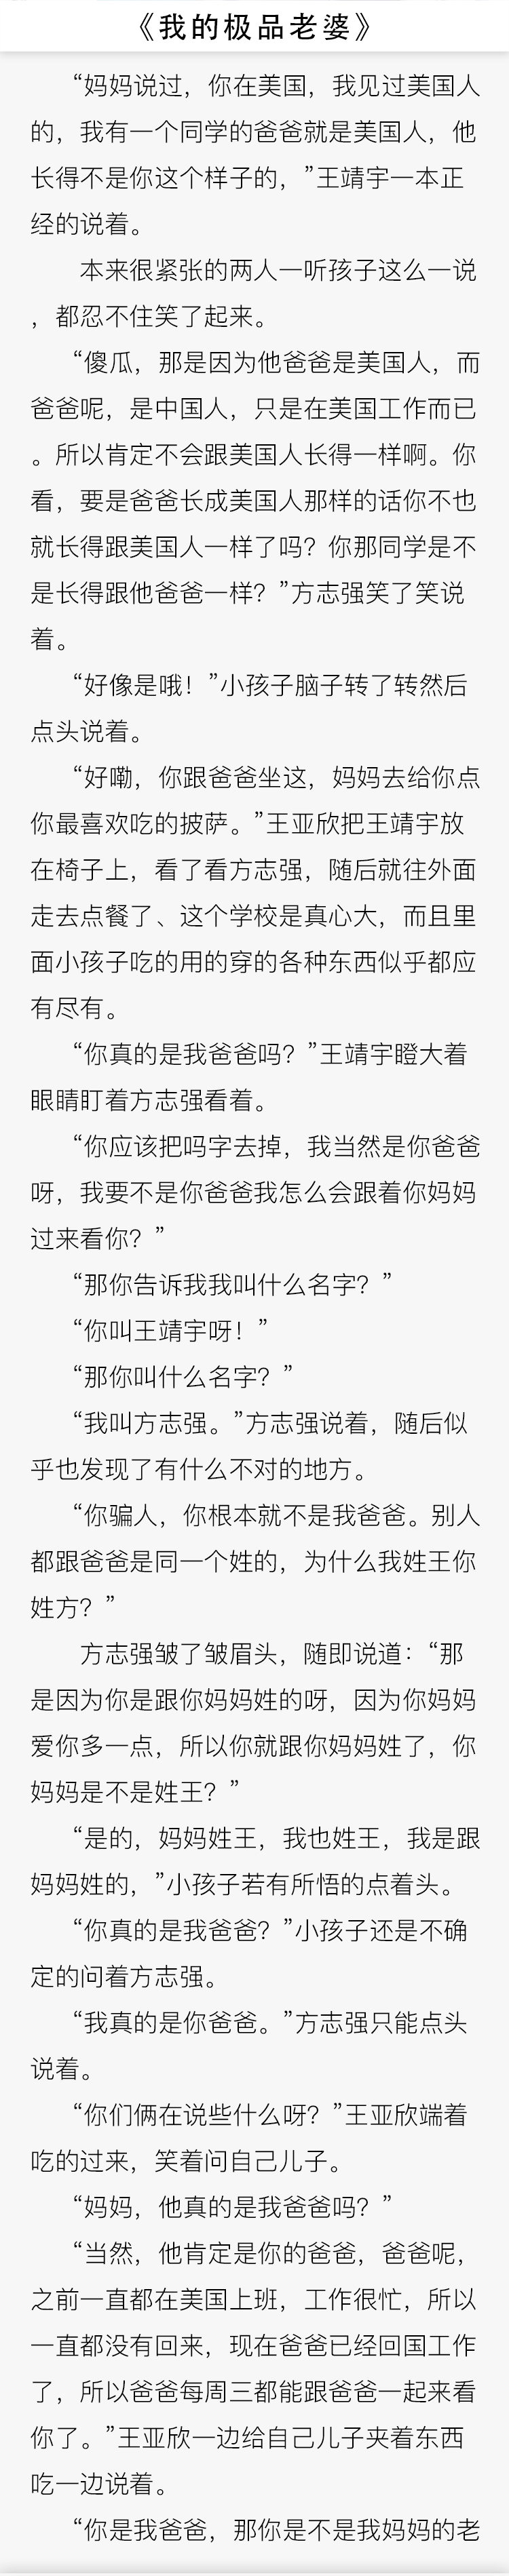 《我的极品老婆》
“妈妈说过，你在美国，我见过美国人
的，我有一个同学的爸爸就是美国人，他
长得不是你这个样子的，”王靖宇一本正
经的说着。
本来很紧张的两人一听孩子这么一说
，都忍不住笑了起来。
“傻瓜，那是因为他爸爸是美国人，而
爸爸呢，是中国人，只是在美国工作而已
。所以肯定不会跟美国人长得一样啊。你
看，要是爸爸长成美国人那样的话你不也
就长得跟美国人一样了吗？你那同学是不
是长得跟他爸爸一样？”方志强笑了笑说
着。
“好像是哦！”小孩子脑子转了转然后
点头说着。
“好嘞，你跟爸爸坐这，妈妈去给你点
你最喜欢吃的披萨。”王亚欣把王靖宇放
在椅子上，看了看方志强，随后就往外面
走去点餐了、这个学校是真心大，而且里
面小孩子吃的用的穿的各种东西似乎都应
有尽有。
“你真的是我爸爸吗？”王靖宇瞪大着
眼睛盯着方志强看着。
“你应该把吗字去掉，我当然是你爸爸
呀，我要不是你爸爸我怎么会跟着你妈妈
过来看你？”
“那你告诉我我叫什么名字？”
“你叫王靖宇呀！”
“那你叫什么名字？”
“我叫方志强。”方志强说着，随后似
乎也发现了有什么不对的地方。
“你骗人，你根本就不是我爸爸。别人
都跟爸爸是同一个姓的，为什么我姓王你
姓方？”
方志强皱了皱眉头，随即说道：“那
是因为你是跟你妈妈姓的呀，因为你妈妈
爱你多一点，所以你就跟你妈妈姓了，你
妈妈是不是姓王？”
“是的，妈妈姓王，我也姓王，我是跟
妈妈姓的，”小孩子若有所悟的点着头。
“你真的是我爸爸？”小孩子还是不确
定的问着方志强。
“我真的是你爸爸。”方志强只能点头
说着。
“你们俩在说些什么呀？”王亚欣端着
吃的过来，笑着问自己儿子。
“妈妈，他真的是我爸爸吗？”
“当然，他肯定是你的爸爸，爸爸呢，
之前一直都在美国上班，工作很忙，所以
一直都没有回来，现在爸爸已经回国工作
了，所以爸爸每周三都能跟爸爸一起来看
你了。”王亚欣一边给自己儿子夹着东西
吃一边说着。
“你是我爸爸，那你是不是我妈妈的老